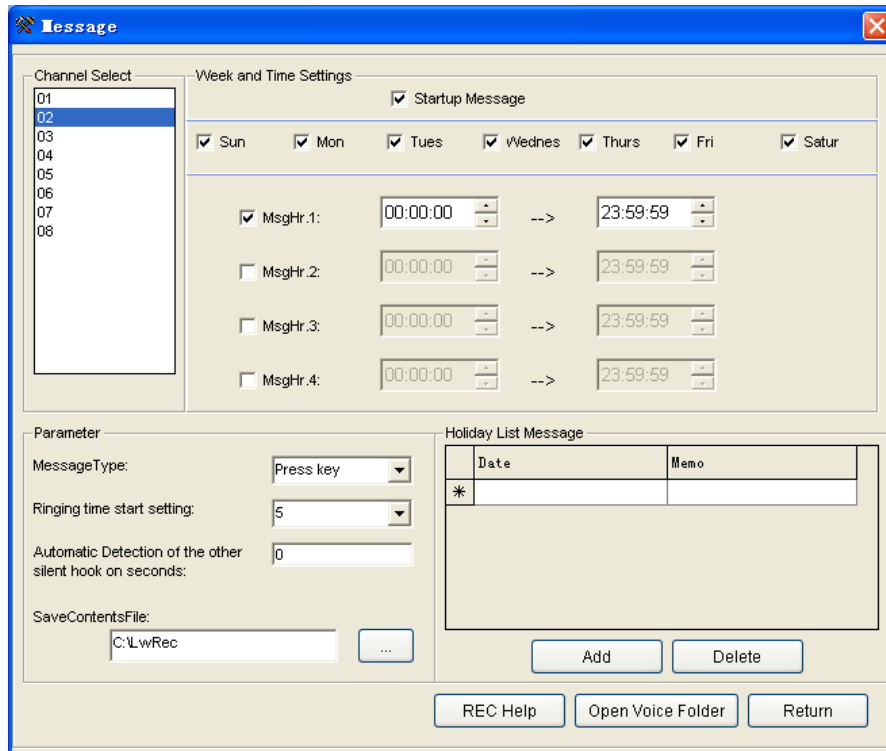 Message
Channel Select
01
02
03
04
05
06
07
08
Week and Time Settings
Startup Message
Sun Mon Tues Wednes Thurs Fri Satur
MsgHr.1: 00:00:00 --> 23:59:59
MsgHr.2: 00:00:00 --> 23:59:59
MsgHr.3: 00:00:00 --> 23:59:59
MsgHr.4: 00:00:00 --> 23:59:59
Parameter
MessageType: Press key
Ringing time start setting: 5
Automatic Detection of the other
silent hook on seconds: 0
SaveContentsFile:
C:\LwRec ...
Holiday List Message
Date Memo
*
Add Delete
REC Help Open Voice Folder Return